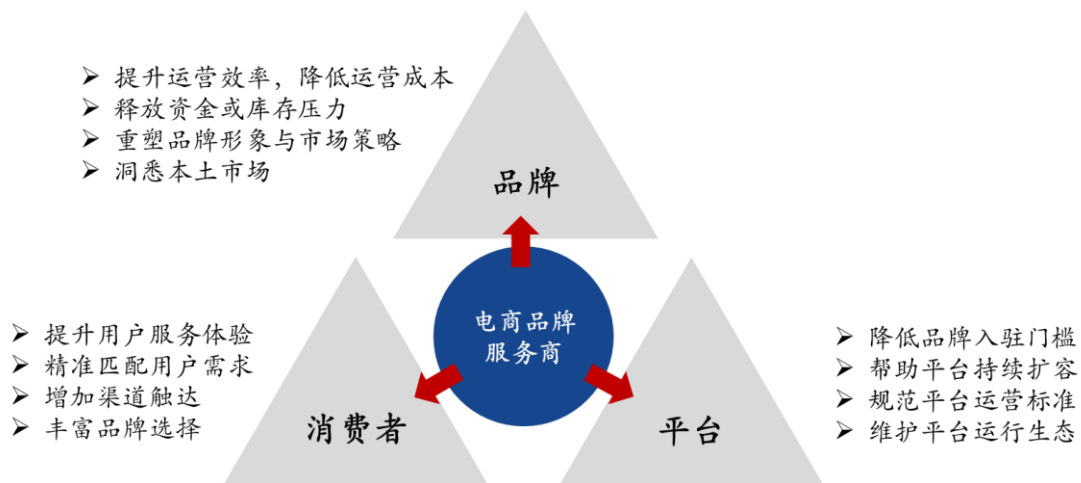 ➢ 提升运营效率，降低运营成本
➢ 释放资金或库存压力
➢ 重塑品牌形象与市场策略
➢ 洞悉本土市场
品牌
电商品牌
服务商
➢ 提升用户服务体验
➢ 精准匹配用户需求
➢ 增加渠道触达
➢ 丰富品牌选择
消费者
平台
➢ 降低品牌入驻门槛
➢ 帮助平台持续扩容
➢ 规范平台运营标准
➢ 维护平台运行生态